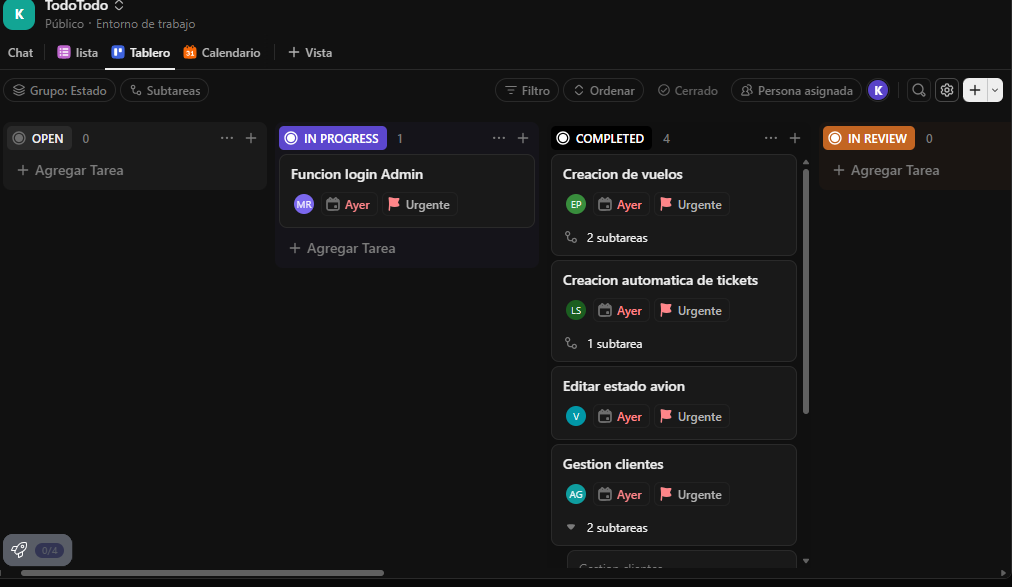 K
TodoTodo
Público · Entorno de trabajo
Chat
lista
Tablero
31
Calendario
+ Vista
Grupo: Estado
Subtareas
Filtro
Ordenar
Cerrado
Persona asignada
K
OPEN 0
+ Agregar Tarea
IN PROGRESS 1
Funcion login Admin
MR Ayer Urgente
+ Agregar Tarea
COMPLETED 4
Creacion de vuelos
EP Ayer Urgente
2 subtareas
Creacion automatica de tickets
LS Ayer Urgente
1 subtarea
Editar estado avion
V Ayer Urgente
Gestion clientes
AG Ayer Urgente
2 subtareas
Gestion clientes
IN REVIEW 0
+ Agregar Tarea
0/4